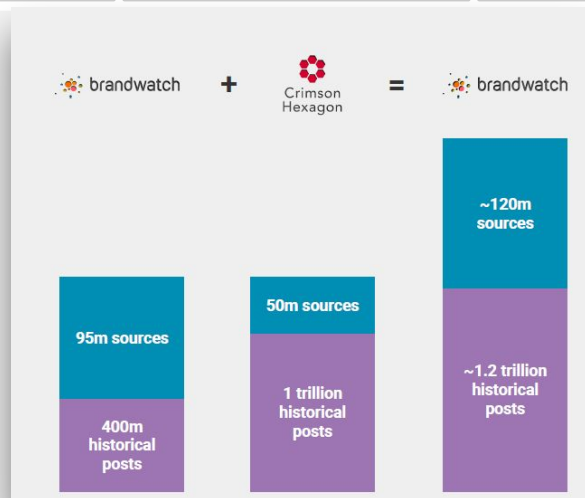 brandwatch + Crimson Hexagon = brandwatch
95m sources
400m
historical
posts
50m sources
1 trillion
historical
posts
~120m
sources
~1.2 trillion
historical
posts